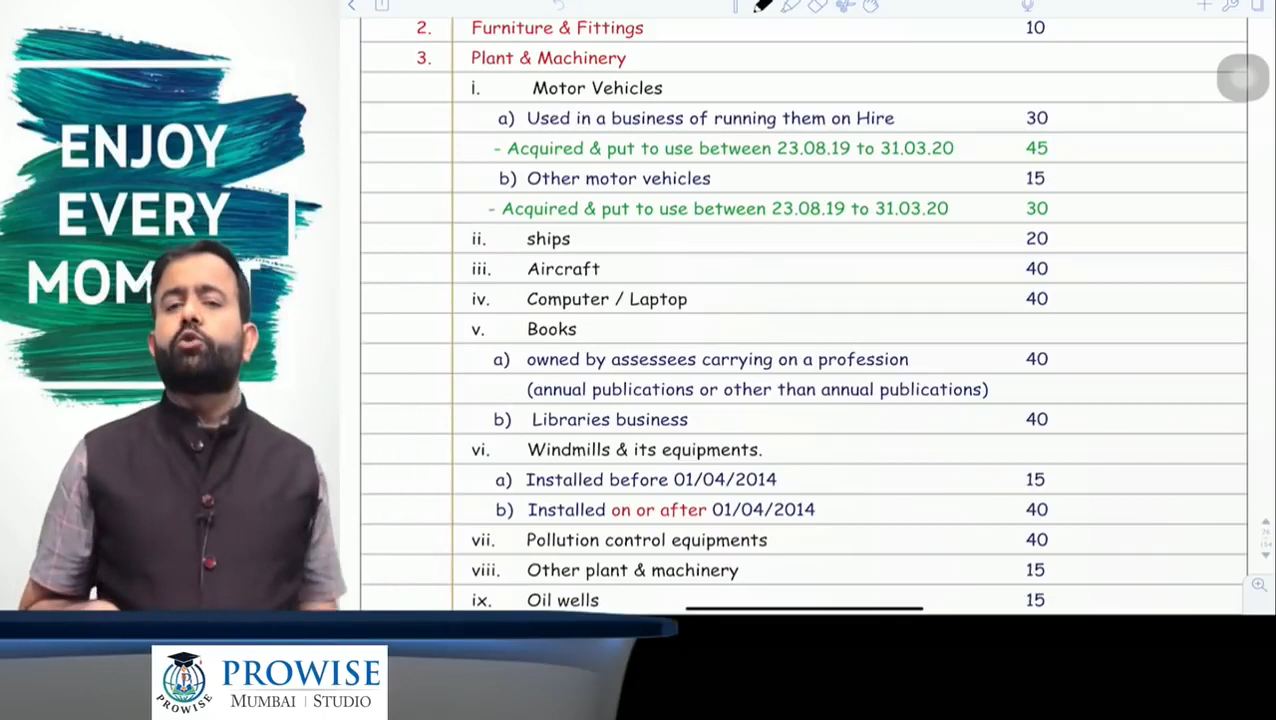 ENJOY
EVERY
MOM T
2. Furniture & Fittings 10
3. Plant & Machinery
i. Motor Vehicles
a) Used in a business of running them on Hire 30
- Acquired & put to use between 23.08.19 to 31.03.20 45
b) Other motor vehicles 15
- Acquired & put to use between 23.08.19 to 31.03.20 30
ii. ships 20
iii. Aircraft 40
iv. Computer / Laptop 40
v. Books
a) owned by assessees carrying on a profession 40
(annual publications or other than annual publications)
b) Libraries business 40
vi. Windmills & its equipments.
a) Installed before 01/04/2014 15
b) Installed on or after 01/04/2014 40
vii. Pollution control equipments 40
viii. Other plant & machinery 15
ix. Oil wells 15
PROWISE
PROWISE
MUMBAI | STUDIO